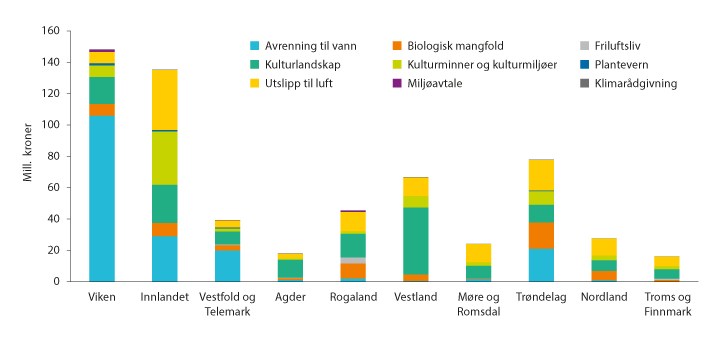 160
140
120
100
80
60
40
20
0
Mill. kroner
Avrenning til vann
Biologisk mangfold
Friluftsliv
Kulturlandskap
Kulturminner og kulturmiljøer
Plantevern
Utslipp til luft
Miljøavtale
Klimarådgivning
Viken
Innlandet
Vestfold og
Telemark
Agder
Rogaland
Vestland
Møre og
Romsdal
Trøndelag
Nordland
Troms og
Finnmark